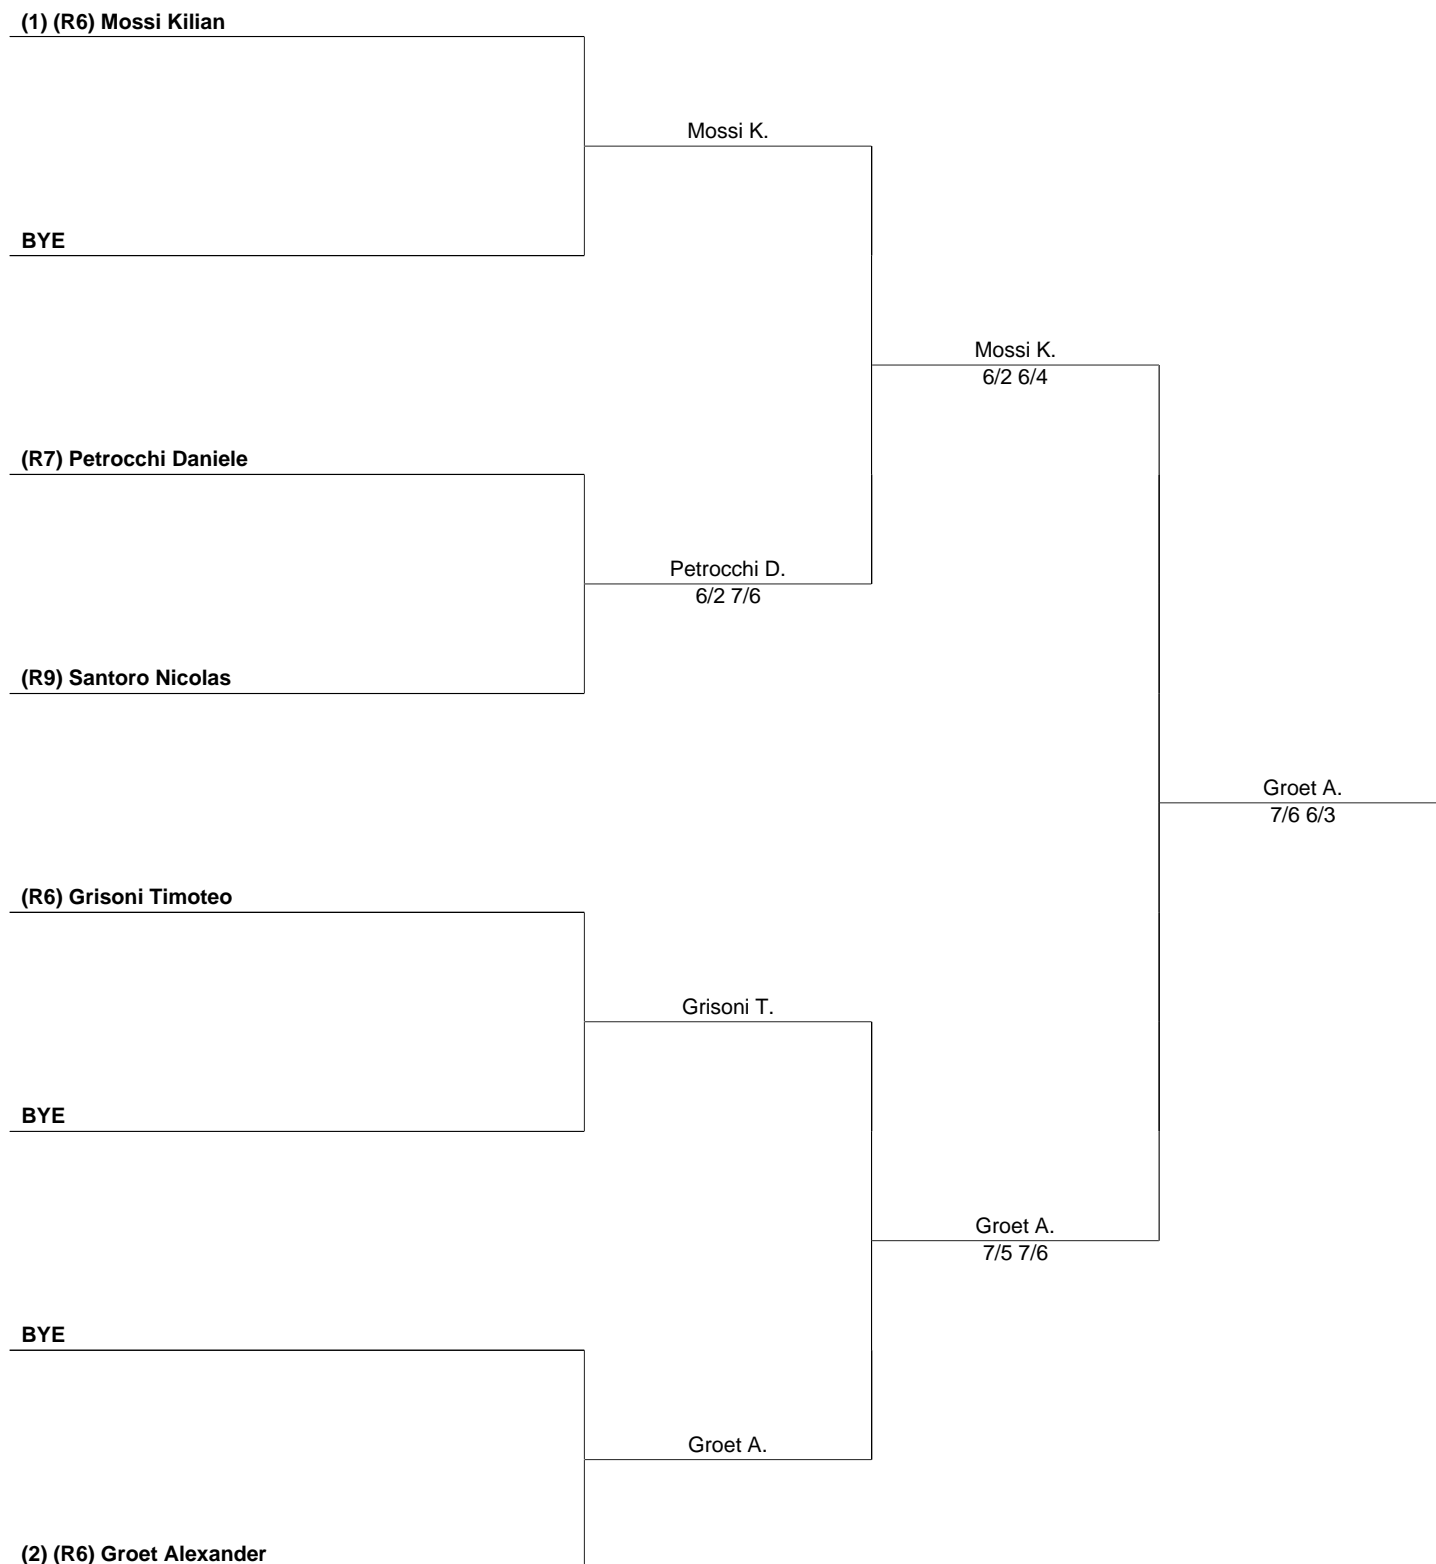 (1) (R6) Mossi Kilian
Mossi K.
BYE
Mossi K.
6/2 6/4
(R7) Petrocchi Daniele
Petrocchi D.
6/2 7/6
(R9) Santoro Nicolas
Groet A.
7/6 6/3
(R6) Grisoni Timoteo
Grisoni T.
BYE
Groet A.
7/5 7/6
BYE
Groet A.
(2) (R6) Groet Alexander